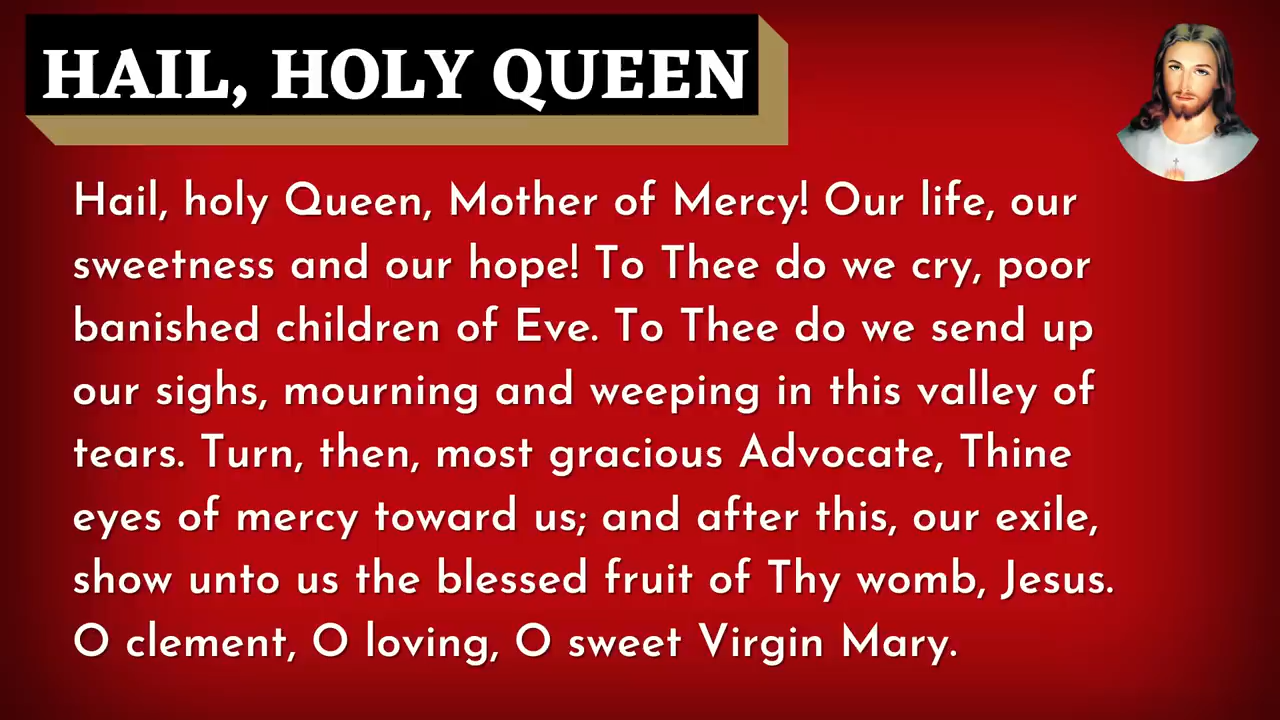 HAIL, HOLY QUEEN
Hail, holy Queen, Mother of Mercy! Our life, our
sweetness and our hope! To Thee do we cry, poor
banished children of Eve. To Thee do we send up
our sighs, mourning and weeping in this valley of
tears. Turn, then, most gracious Advocate, Thine
eyes of mercy toward us; and after this, our exile,
show unto us the blessed fruit of Thy womb, Jesus.
O clement, O loving, O sweet Virgin Mary.